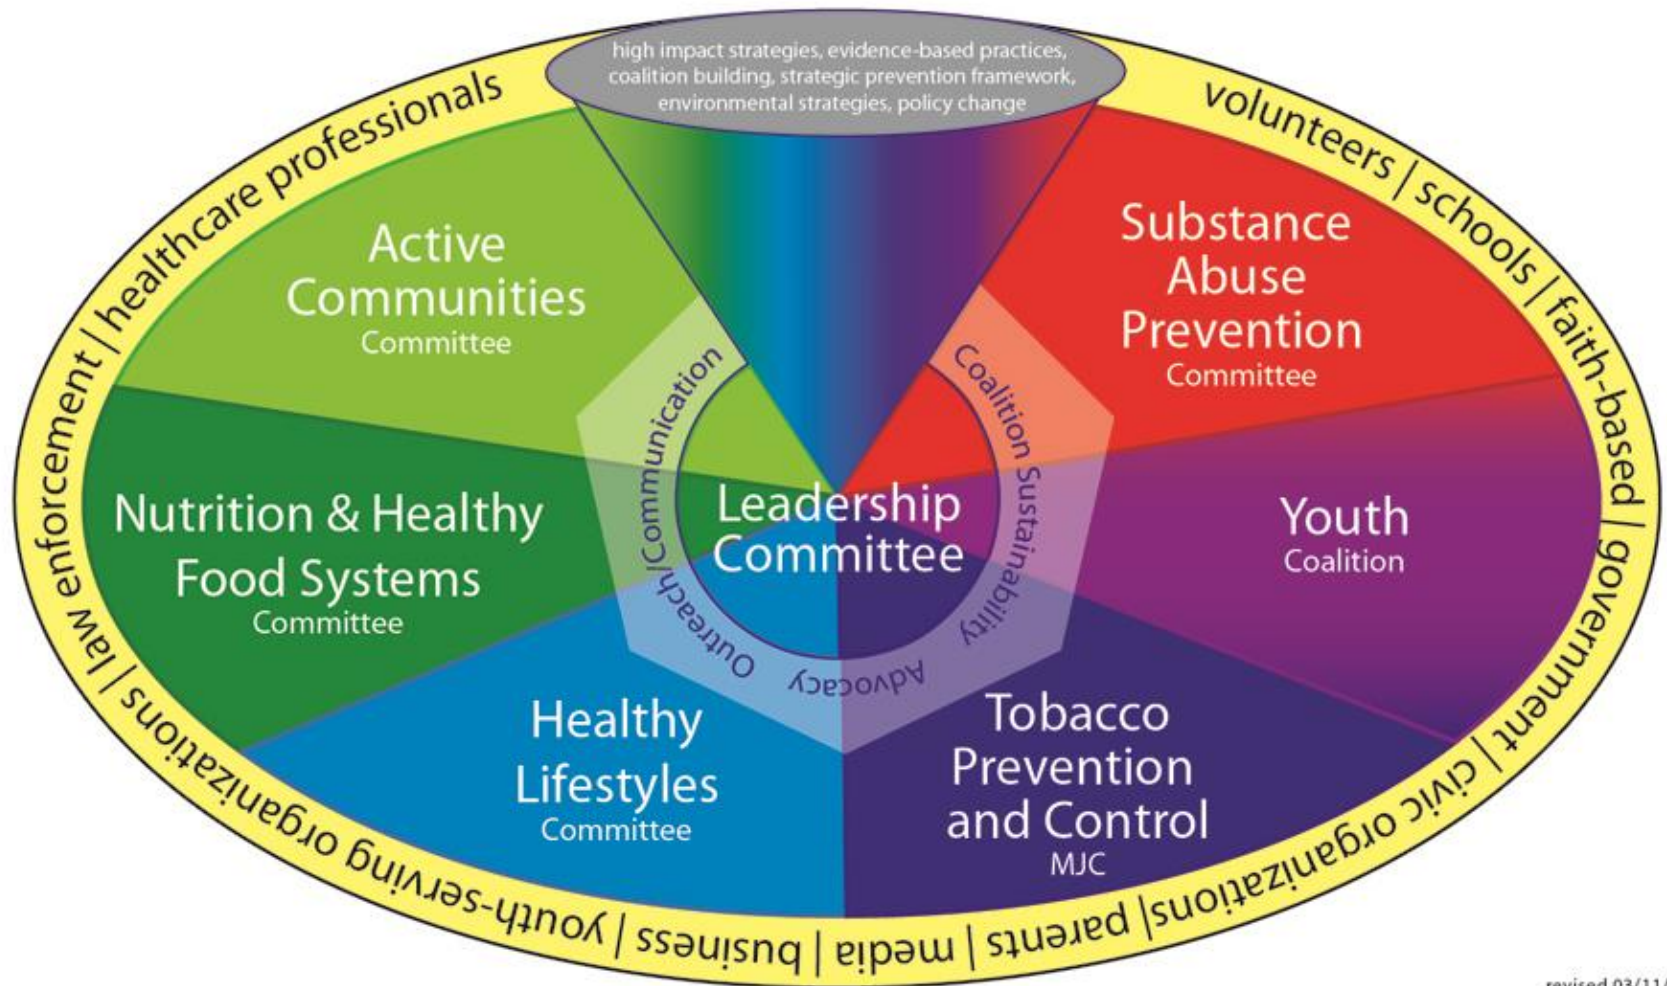 high impact strategies, evidence-based practices,
coalition building, strategic prevention framework,
environmental strategies, policy change
volunteers | schools | faith-based | government | civic organizations| parents | media | business | youth-serving organizations | law enforcement | healthcare professionals
Active
Communities
Committee
Substance
Abuse
Prevention
Committee
Nutrition & Healthy
Food Systems
Committee
Youth
Coalition
Healthy
Lifestyles
Committee
Tobacco
Prevention
and Control
MJC
Outreach/Communication
Coalition Sustainability
Advocacy
Leadership
Committee
revised 03/11/